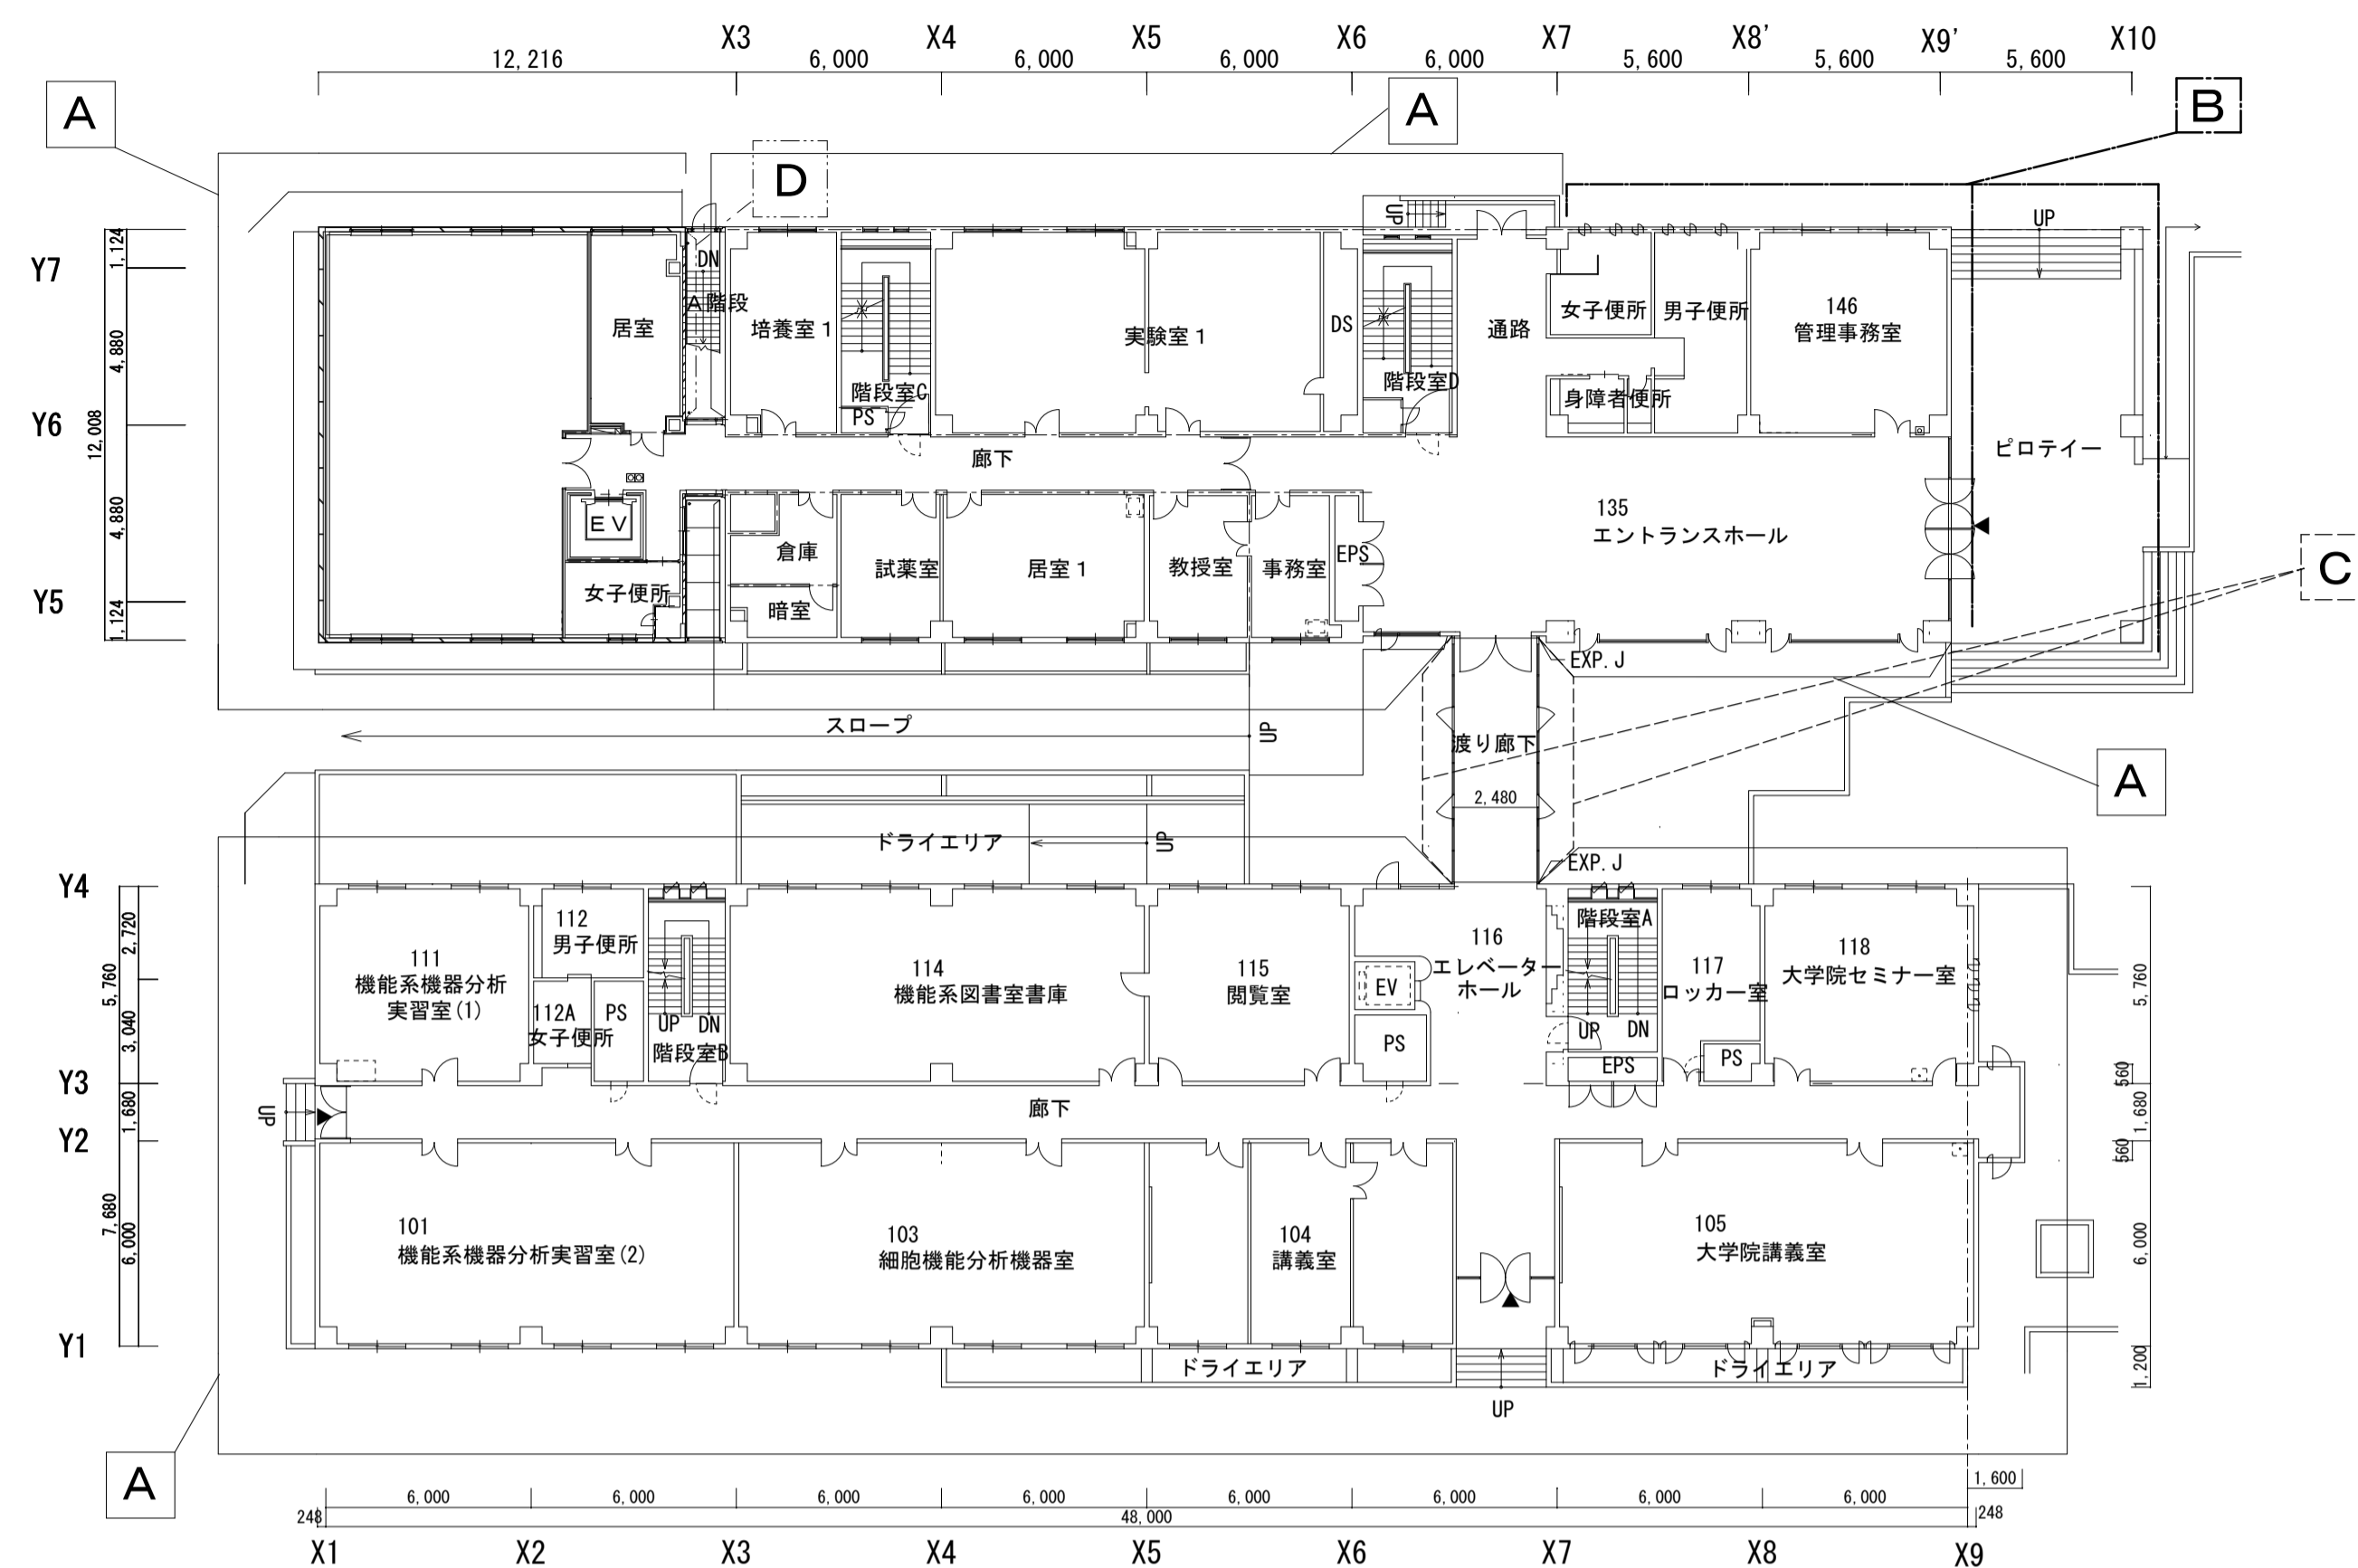 X3 X4 X5 X6 X7 X8' X9' X10
12,216 6,000 6,000 6,000 6,000 5,600 5,600 5,600
A
A
B
D
UP
UP
Y7
1,124
DN
A階段
居室
培養室1
階段室C
PS
実験室1
DS
階段室D
通路
女子便所
男子便所
146
管理事務室
身障者便所
4,880
Y6
12,008
廊下
ピロテイー
4,880
EV
倉庫
暗室
試薬室
居室1
教授室
事務室
EPS
135
エントランスホール
C
女子便所
Y5
1,124
EXP.J
スロープ
UP
渡り廊下
A
2,480
ドライエリア
UP
EXP.J
Y4
2,720
5,760
3,040
111
機能系機器分析
実習室(1)
112
男子便所
112A
女子便所
PS
UP DN
階段室B
114
機能系図書室書庫
115
閲覧室
116
エレベーター
ホール
EV
PS
階段室A
UP DN
EPS
117
ロッカー室
PS
118
大学院セミナー室
5,760
Y3
560
UP
1,680
廊下
1,680
Y2
560
7,680
6,000
101
機能系機器分析実習室(2)
103
細胞機能分析機器室
104
講義室
105
大学院講義室
6,000
Y1
ドライエリア
ドライエリア
1,200
UP
A
1,600
6,000 6,000 6,000 6,000 6,000 6,000 6,000 6,000
248 48,000 248
X1 X2 X3 X4 X5 X6 X7 X8 X9